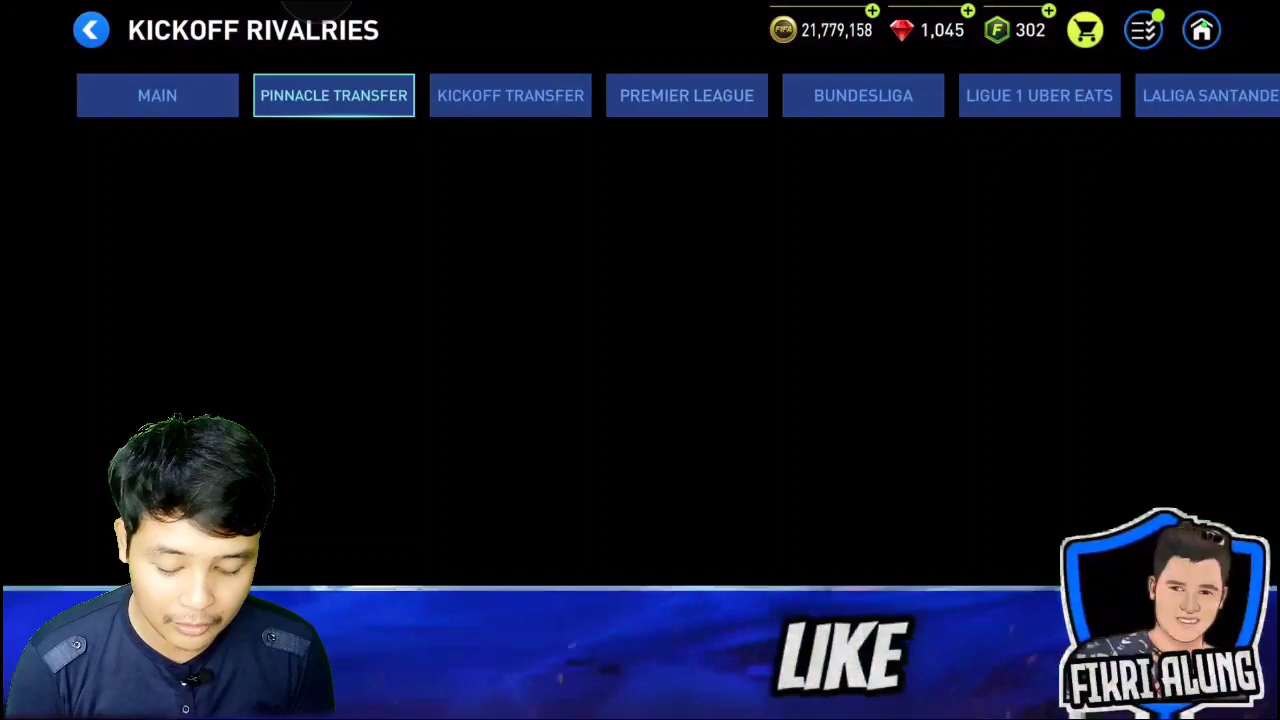 KICKOFF RIVALRIES
FIFA 21,779,158 1,045 F 302
MAIN PINNACLE TRANSFER KICKOFF TRANSFER PREMIER LEAGUE BUNDESLIGA LIGUE 1 UBER EATS LALIGA SANTANDE
LIKE
FIKRI ALUNG